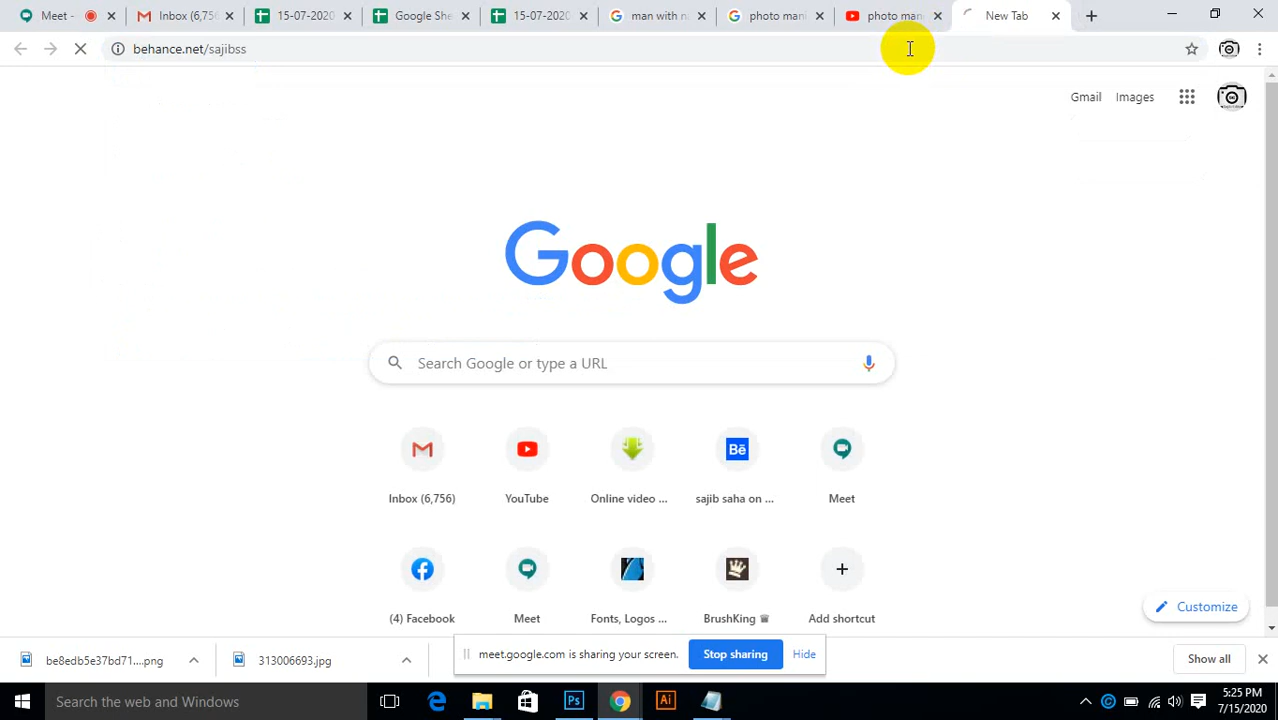 Meet - Inbox (6,756 15-07-2020 Google She 15-07-2020 man with n photo mani photo mani New Tab
behance.net/sajibss
Gmail Images
Google
Search Google or type a URL
Inbox (6,756) YouTube Online video ... sajib saha on ... Meet
(4) Facebook Meet Fonts, Logos ... BrushKing ♛ Add shortcut
Customize
be8edb5e37bd71....png 313006693.jpg meet.google.com is sharing your screen. Stop sharing Hide Show all
Search the web and Windows
5:25 PM
7/15/2020